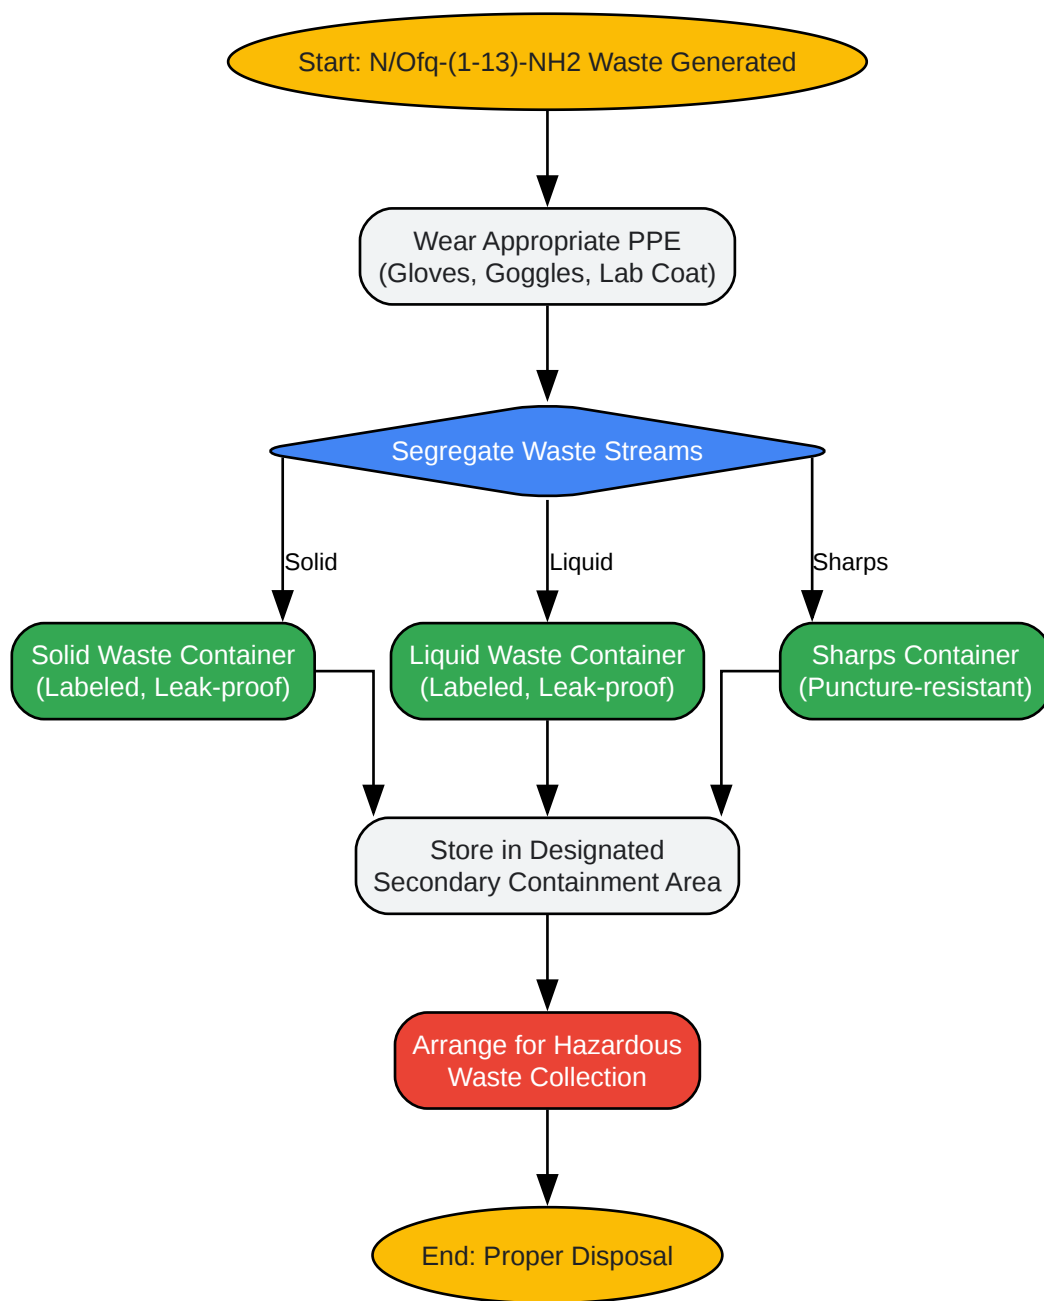 Start: N/Ofq-(1-13)-NH2 Waste Generated
Wear Appropriate PPE
(Gloves, Goggles, Lab Coat)
Segregate Waste Streams
Solid
Liquid
Sharps
Solid Waste Container
(Labeled, Leak-proof)
Liquid Waste Container
(Labeled, Leak-proof)
Sharps Container
(Puncture-resistant)
Store in Designated
Secondary Containment Area
Arrange for Hazardous
Waste Collection
End: Proper Disposal